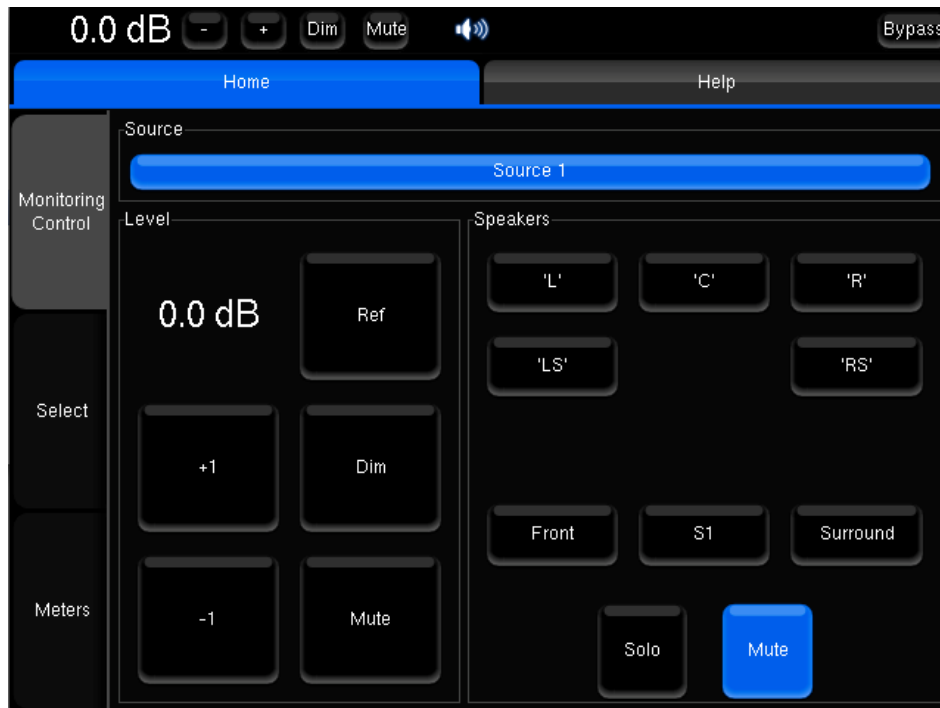 0.0 dB - + Dim Mute Bypass
Home Help
Source
Source 1
Monitoring
Control
Level
Speakers
0.0 dB Ref
'L' 'C' 'R'
'LS' 'RS'
Select
+1 Dim
Front S1 Surround
Meters
-1 Mute
Solo Mute